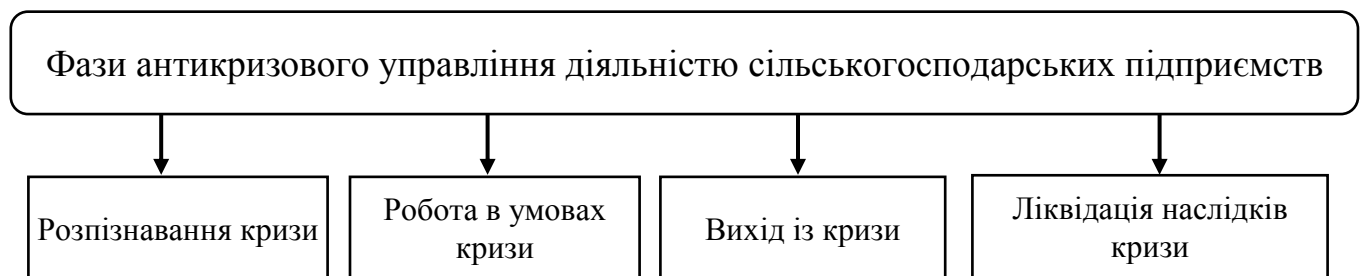 Фази антикризового управління діяльністю сільськогосподарських підприємств
Розпізнавання кризи
Робота в умовах
кризи
Вихід із кризи
Ліквідація наслідків
кризи